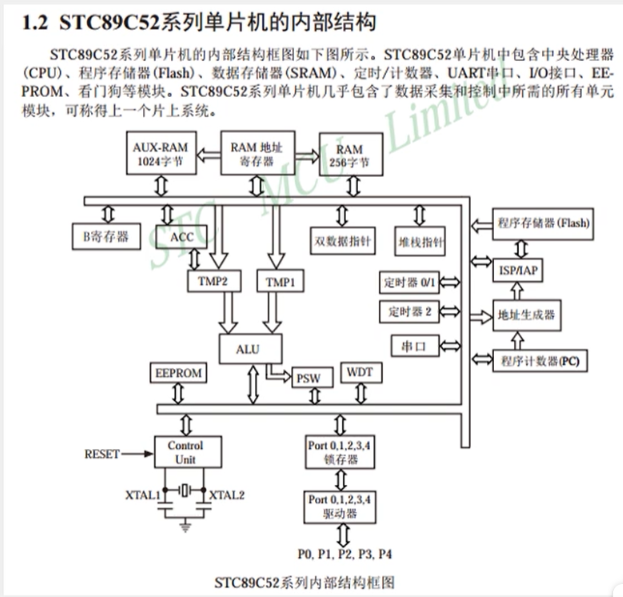 1.2 STC89C52系列单片机的内部结构
STC89C52系列单片机的内部结构框图如下图所示。STC89C52单片机中包含中央处理器
(CPU)、程序存储器(Flash)、数据存储器(SRAM)、定时/计数器、UART串口、I/O接口、EE-
PROM、看门狗等模块。STC89C52系列单片机几乎包含了数据采集和控制中所需的所有单元
模块，可称得上一个片上系统。
STC MCU Limited
AUX-RAM
1024字节
RAM 地址
寄存器
RAM
256字节
B寄存器
ACC
双数据指针
堆栈指针
程序存储器(Flash)
ISP/IAP
TMP2
TMP1
定时器 0/1
定时器 2
地址生成器
串口
程序计数器(PC)
ALU
EEPROM
PSW
WDT
RESET
Control
Unit
Port 0,1,2,3,4
锁存器
XTAL1
XTAL2
Port 0,1,2,3,4
驱动器
P0, P1, P2, P3, P4
STC89C52系列内部结构框图